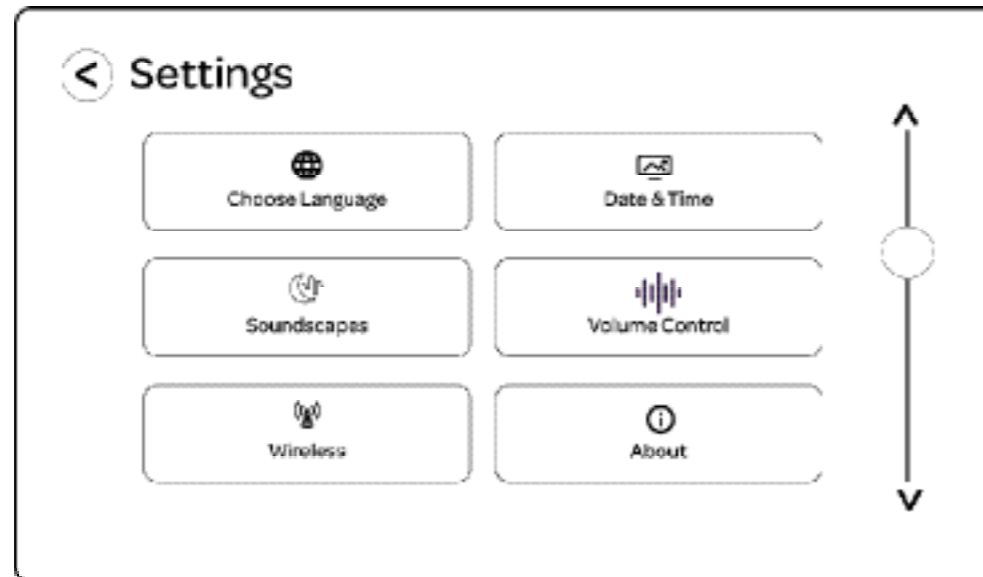 Settings
Choose Language
Date & Time
Soundscapes
Volume Control
Wireless
About